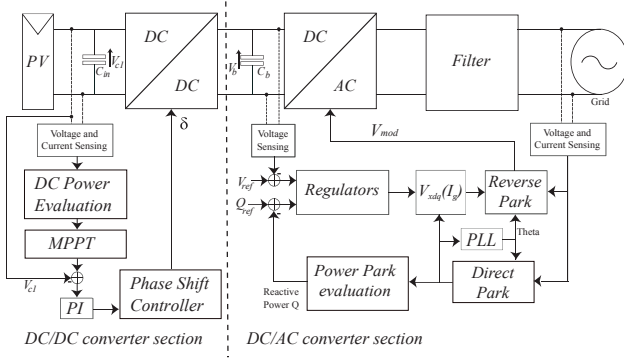 PV
C_in
V_c1
DC
DC
V_b
C_b
DC
AC
Filter
Grid
Voltage and
Current Sensing
δ
Voltage
Sensing
V_mod
Voltage and
Current Sensing
DC Power
Evaluation
V_ref
Q_ref
Regulators
V_xdq(I_g)
Reverse
Park
MPPT
PLL
Theta
V_c1
PI
Phase Shift
Controller
Reactive
Power Q
Power Park
evaluation
Direct
Park
DC/DC converter section
DC/AC converter section